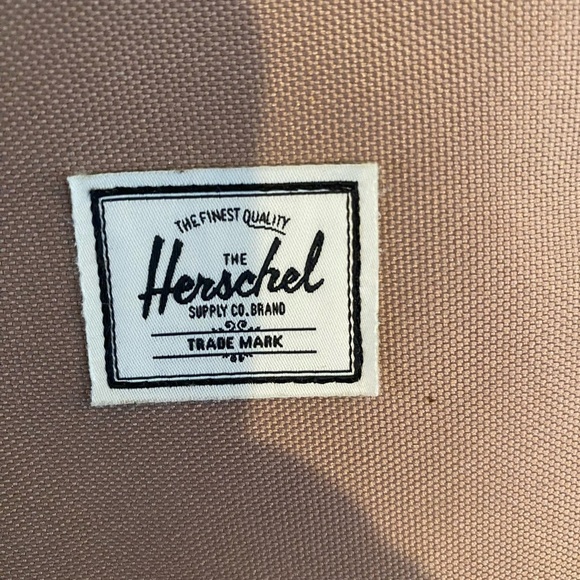 THE FINEST QUALITY
THE
Herschel
SUPPLY CO. BRAND
TRADE MARK